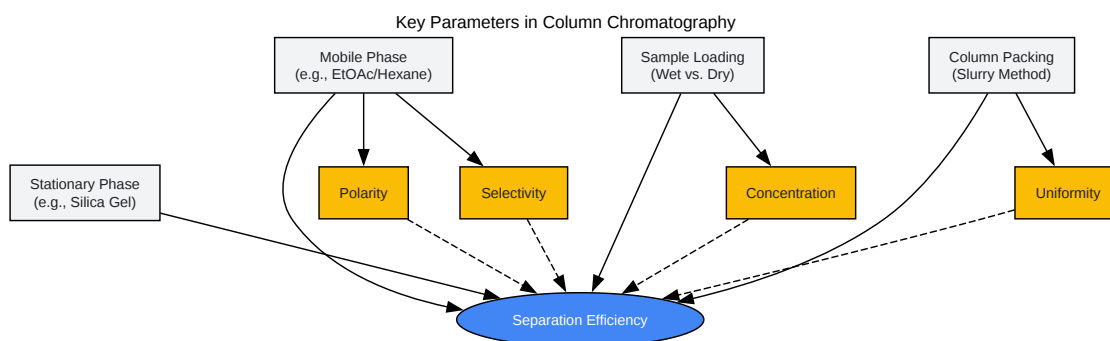 Key Parameters in Column Chromatography
Mobile Phase
(e.g., EtOAc/Hexane)
Sample Loading
(Wet vs. Dry)
Column Packing
(Slurry Method)
Stationary Phase
(e.g., Silica Gel)
Polarity
Selectivity
Concentration
Uniformity
Separation Efficiency